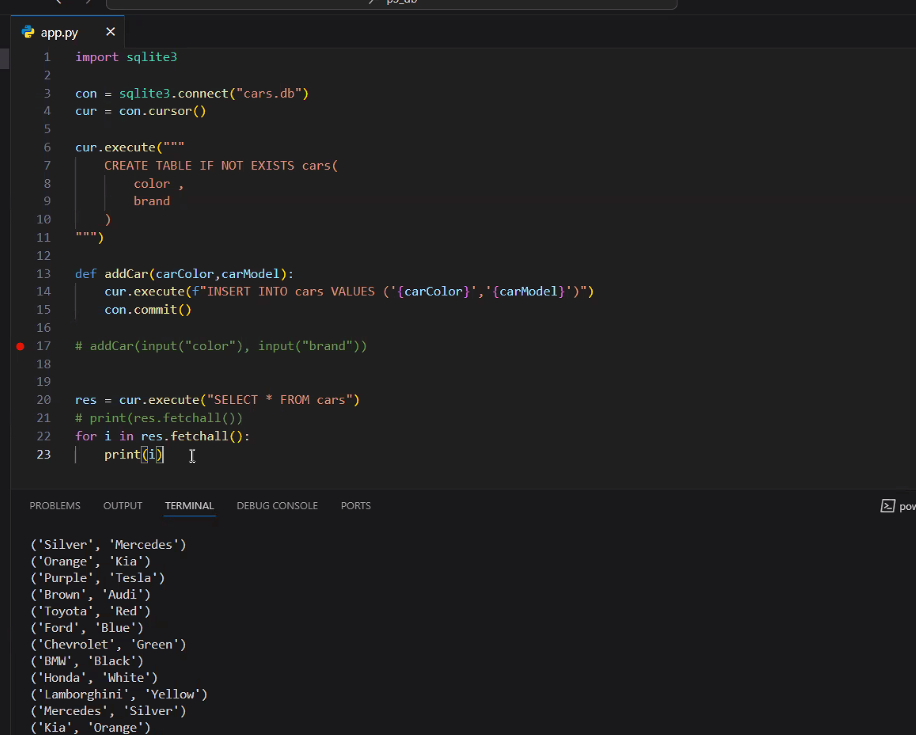 app.py
1 import sqlite3
2
3 con = sqlite3.connect("cars.db")
4 cur = con.cursor()
5
6 cur.execute("""
7 CREATE TABLE IF NOT EXISTS cars(
8 color ,
9 brand
10 )
11 """)
12
13 def addCar(carColor,carModel):
14 cur.execute(f"INSERT INTO cars VALUES ('{carColor}','{carModel}')")
15 con.commit()
16
17 # addCar(input("color"), input("brand"))
18
19
20 res = cur.execute("SELECT * FROM cars")
21 # print(res.fetchall())
22 for i in res.fetchall():
23 print(i)
PROBLEMS OUTPUT TERMINAL DEBUG CONSOLE PORTS
('Silver', 'Mercedes')
('Orange', 'Kia')
('Purple', 'Tesla')
('Brown', 'Audi')
('Toyota', 'Red')
('Ford', 'Blue')
('Chevrolet', 'Green')
('BMW', 'Black')
('Honda', 'White')
('Lamborghini', 'Yellow')
('Mercedes', 'Silver')
('Kia', 'Orange')